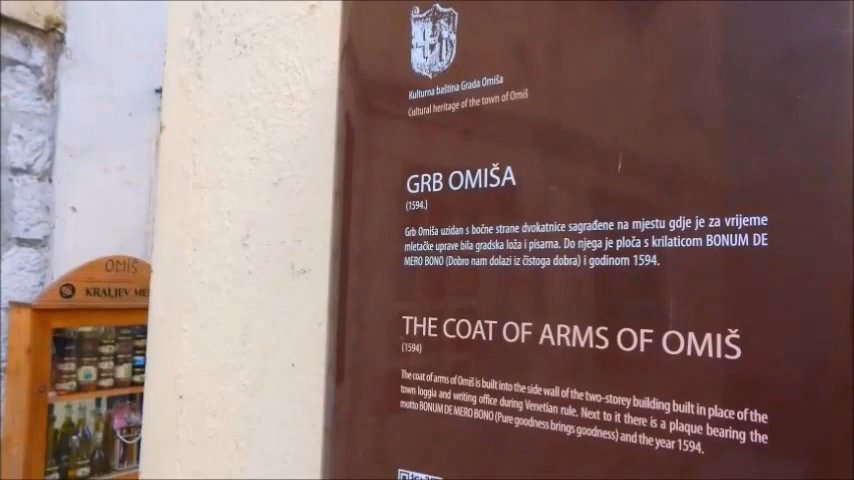 Kulturna baština Grada Omiša
Cultural heritage of the town of Omiš
GRB OMIŠA
(1594.)
Grb Omiša uzidan s bočne strane dvokatnice sagrađene na mjestu gdje je za vrijeme
mletačke uprave bila gradska loža i pisarna. Do njega je ploča s krilaticom BONUM DE
MERO BONO (Dobro nam dolazi iz čistoga dobra) i godinom 1594.
THE COAT OF ARMS OF OMIŠ
(1594)
The coat of arms of Omiš is built into the side wall of the two-storey building built in place of the
town loggia and writing office during Venetian rule. Next to it there is a plaque bearing the
motto BONUM DE MERO BONO (Pure goodness brings goodness) and the year 1594.
OMIŠ
KRALJEV